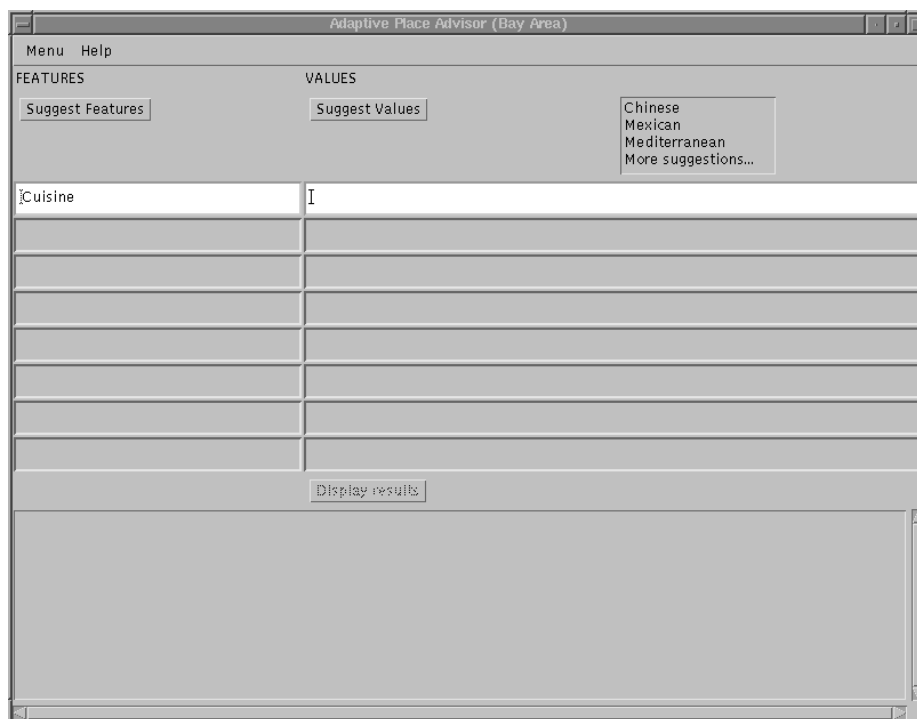 Adaptive Place Advisor (Bay Area)
Menu Help
FEATURES VALUES
Suggest Features Suggest Values
Chinese
Mexican
Mediterranean
More suggestions...
Cuisine
Display results